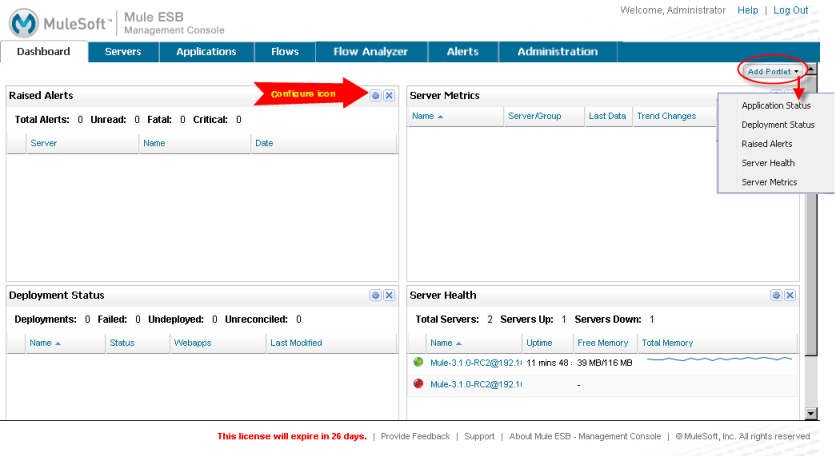 Welcome, Administrator Help | Log Out
MuleSoft™ Mule ESB
Management Console
Dashboard Servers Applications Flows Flow Analyzer Alerts Administration
Add Portlet
Raised Alerts
Configure icon
Server Metrics
Total Alerts: 0 Unread: 0 Fatal: 0 Critical: 0
Server Name Date
Name Server/Group Last Data Trend Changes
Application Status
Deployment Status
Raised Alerts
Server Health
Server Metrics
Deployment Status
Deployments: 0 Failed: 0 Undeployed: 0 Unreconciled: 0
Name Status Webapps Last Modified
Server Health
Total Servers: 2 Servers Up: 1 Servers Down: 1
Name Uptime Free Memory Total Memory
Mule-3.1.0-RC2@192.1 11 mins 48 39 MB/116 MB
Mule-3.1.0-RC2@192.1 -
This license will expire in 26 days. | Provide Feedback | Support | About Mule ESB - Management Console | © MuleSoft, Inc. All rights reserved